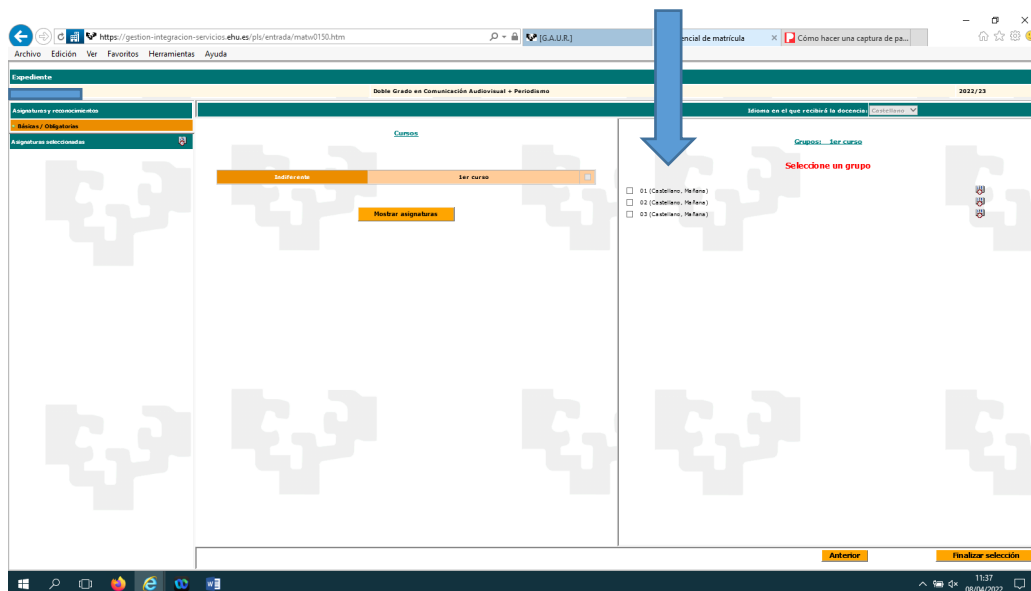 https://gestion-integracion-servicios.ehu.es/pls/entrada/matw0150.htm
[G.A.U.R.]
encial de matrícula
Cómo hacer una captura de pa...
Archivo Edición Ver Favoritos Herramientas Ayuda
Expediente
Doble Grado en Comunicación Audiovisual + Periodismo 2022/23
Asignaturas y reconocimientos
Idioma en el que recibirá la docencia: Castellano
- Básicas / Obligatorias
Asignaturas seleccionadas
Cursos
Indiferente 1er curso
Mostrar asignaturas
Grupos: 1er curso
Seleccione un grupo
01 (Castellano, Mañana)
02 (Castellano, Mañana)
03 (Castellano, Mañana)
Anterior Finalizar selección
11:37
08/04/2022